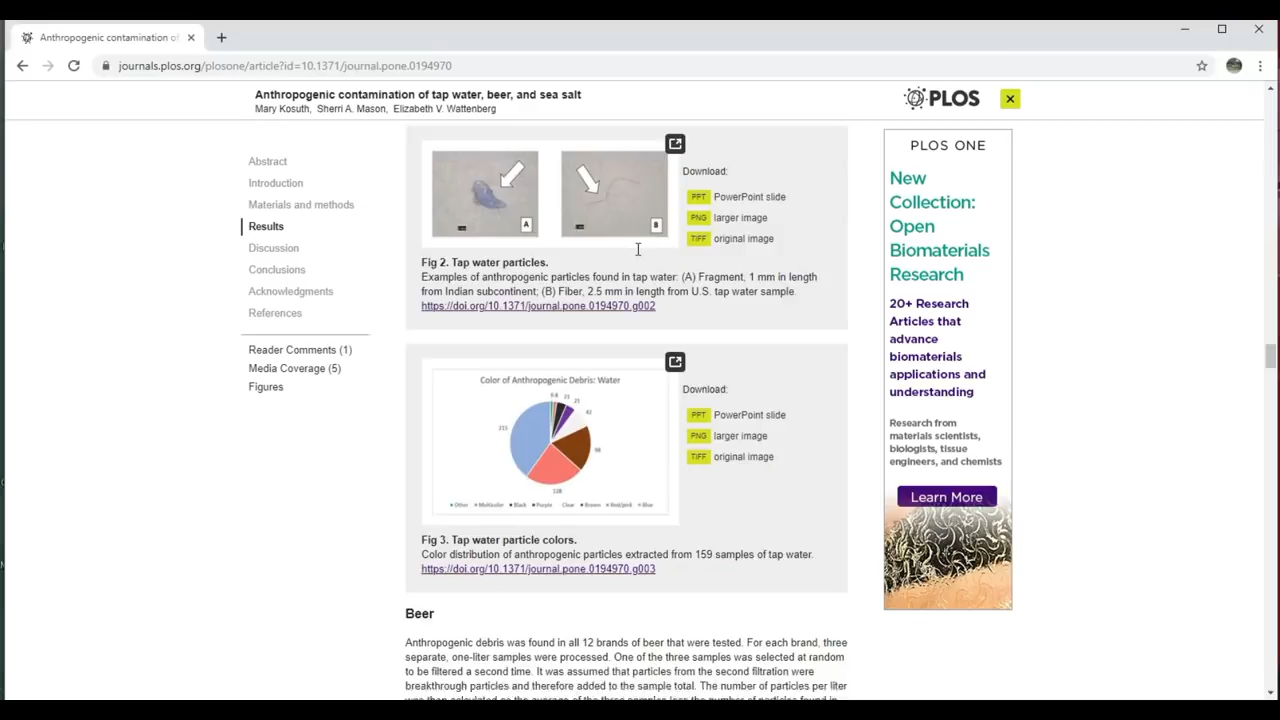 Anthropogenic contamination of
journals.plos.org/plosone/article?id=10.1371/journal.pone.0194970
Anthropogenic contamination of tap water, beer, and sea salt
Mary Kosuth, Sherri A. Mason, Elizabeth V. Wattenberg
PLOS
Abstract
Introduction
Materials and methods
Results
Discussion
Conclusions
Acknowledgments
References
Reader Comments (1)
Media Coverage (5)
Figures
A
B
Download:
PPT PowerPoint slide
PNG larger image
TIFF original image
Fig 2. Tap water particles.
Examples of anthropogenic particles found in tap water: (A) Fragment, 1 mm in length
from Indian subcontinent; (B) Fiber, 2.5 mm in length from U.S. tap water sample.
https://doi.org/10.1371/journal.pone.0194970.g002
Color of Anthropogenic Debris: Water
215
42
128
Other Multicolor Black Purple Clear Brown Red/pink Blue
Download:
PPT PowerPoint slide
PNG larger image
TIFF original image
Fig 3. Tap water particle colors.
Color distribution of anthropogenic particles extracted from 159 samples of tap water.
https://doi.org/10.1371/journal.pone.0194970.g003
Beer
Anthropogenic debris was found in all 12 brands of beer that were tested. For each brand, three
separate, one-liter samples were processed. One of the three samples was selected at random
to be filtered a second time. It was assumed that particles from the second filtration were
breakthrough particles and therefore added to the sample total. The number of particles per liter
PLOS ONE
New
Collection:
Open
Biomaterials
Research
20+ Research
Articles that
advance
biomaterials
applications and
understanding
Research from
materials scientists,
biologists, tissue
engineers, and chemists
Learn More